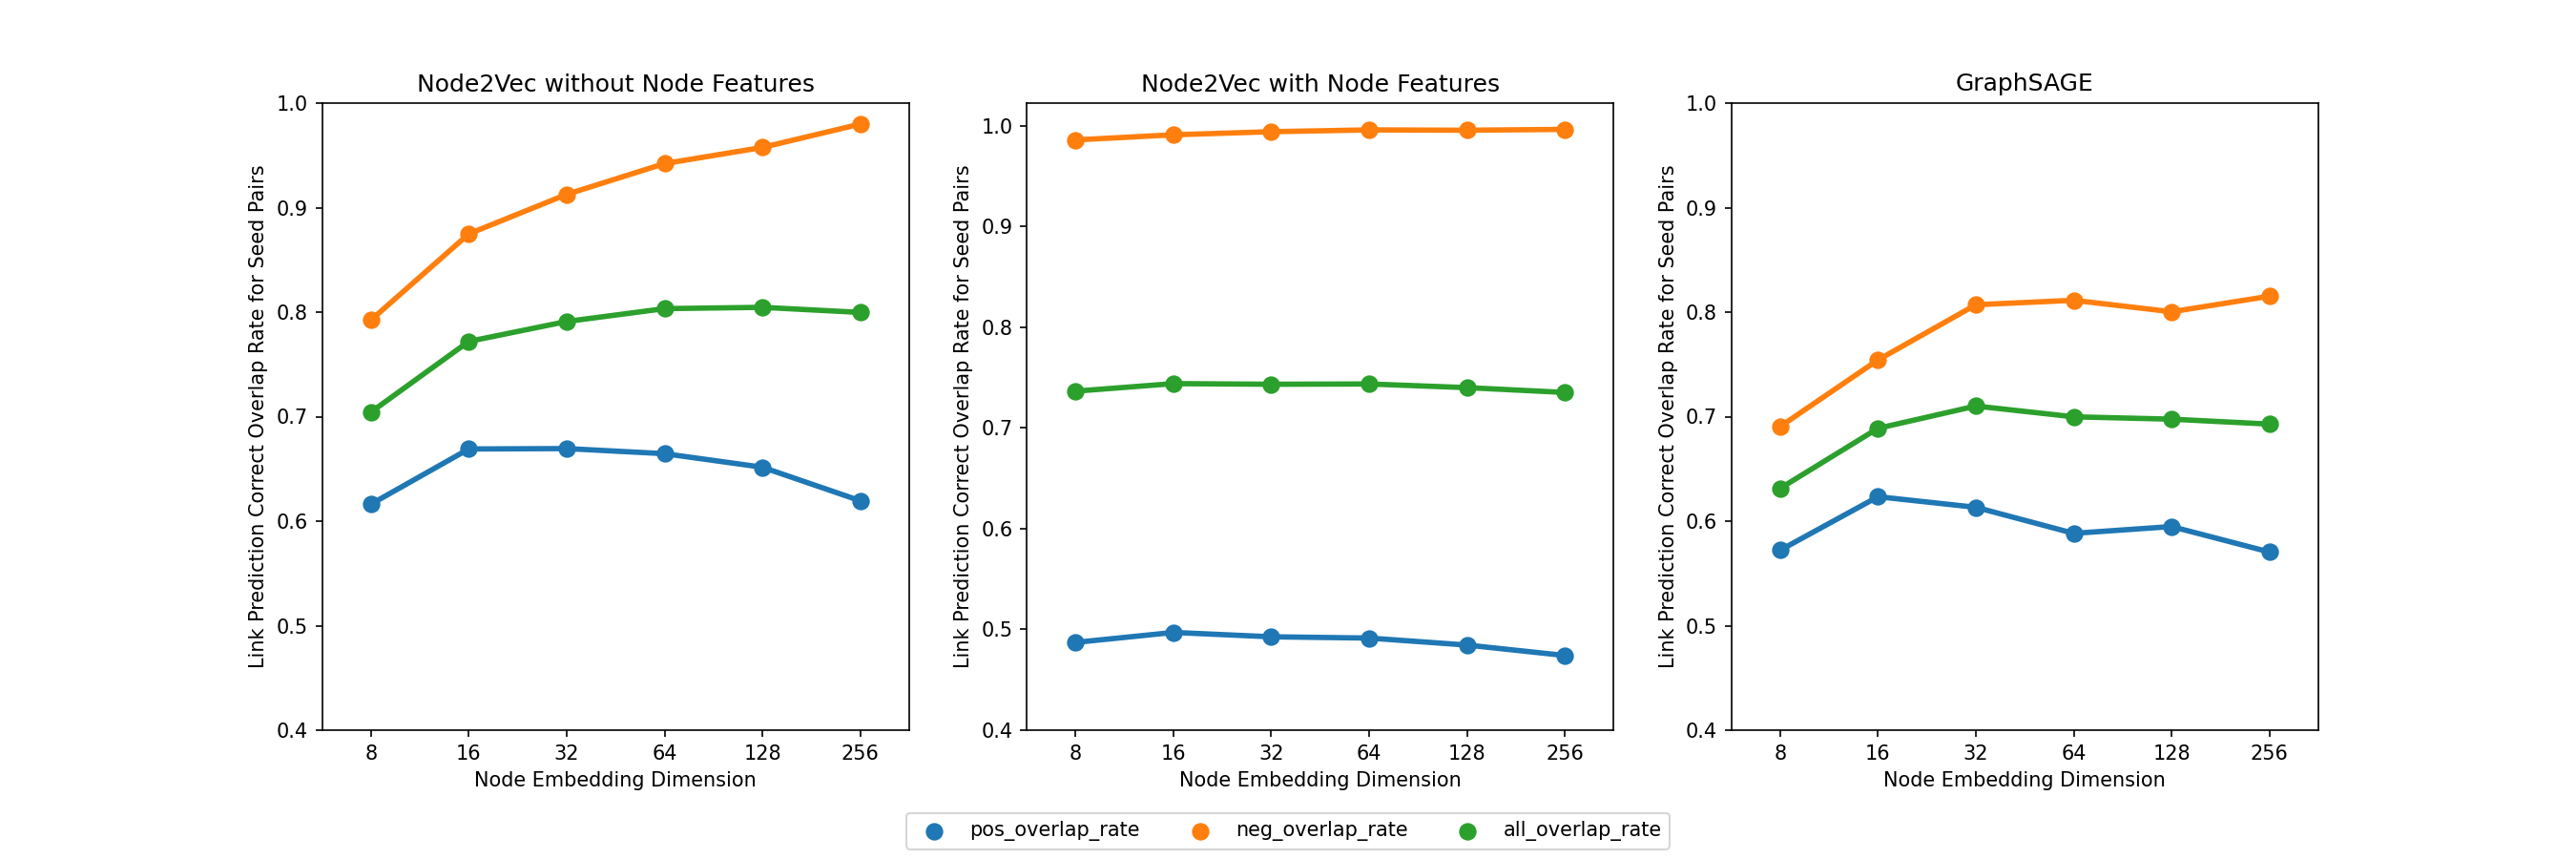 Node2Vec without Node Features
Link Prediction Correct Overlap Rate for Seed Pairs
1.0
0.9
0.8
0.7
0.6
0.5
0.4
8 16 32 64 128 256
Node Embedding Dimension
Node2Vec with Node Features
Link Prediction Correct Overlap Rate for Seed Pairs
1.0
0.9
0.8
0.7
0.6
0.5
0.4
8 16 32 64 128 256
Node Embedding Dimension
GraphSAGE
Link Prediction Correct Overlap Rate for Seed Pairs
1.0
0.9
0.8
0.7
0.6
0.5
0.4
8 16 32 64 128 256
Node Embedding Dimension
pos_overlap_rate neg_overlap_rate all_overlap_rate